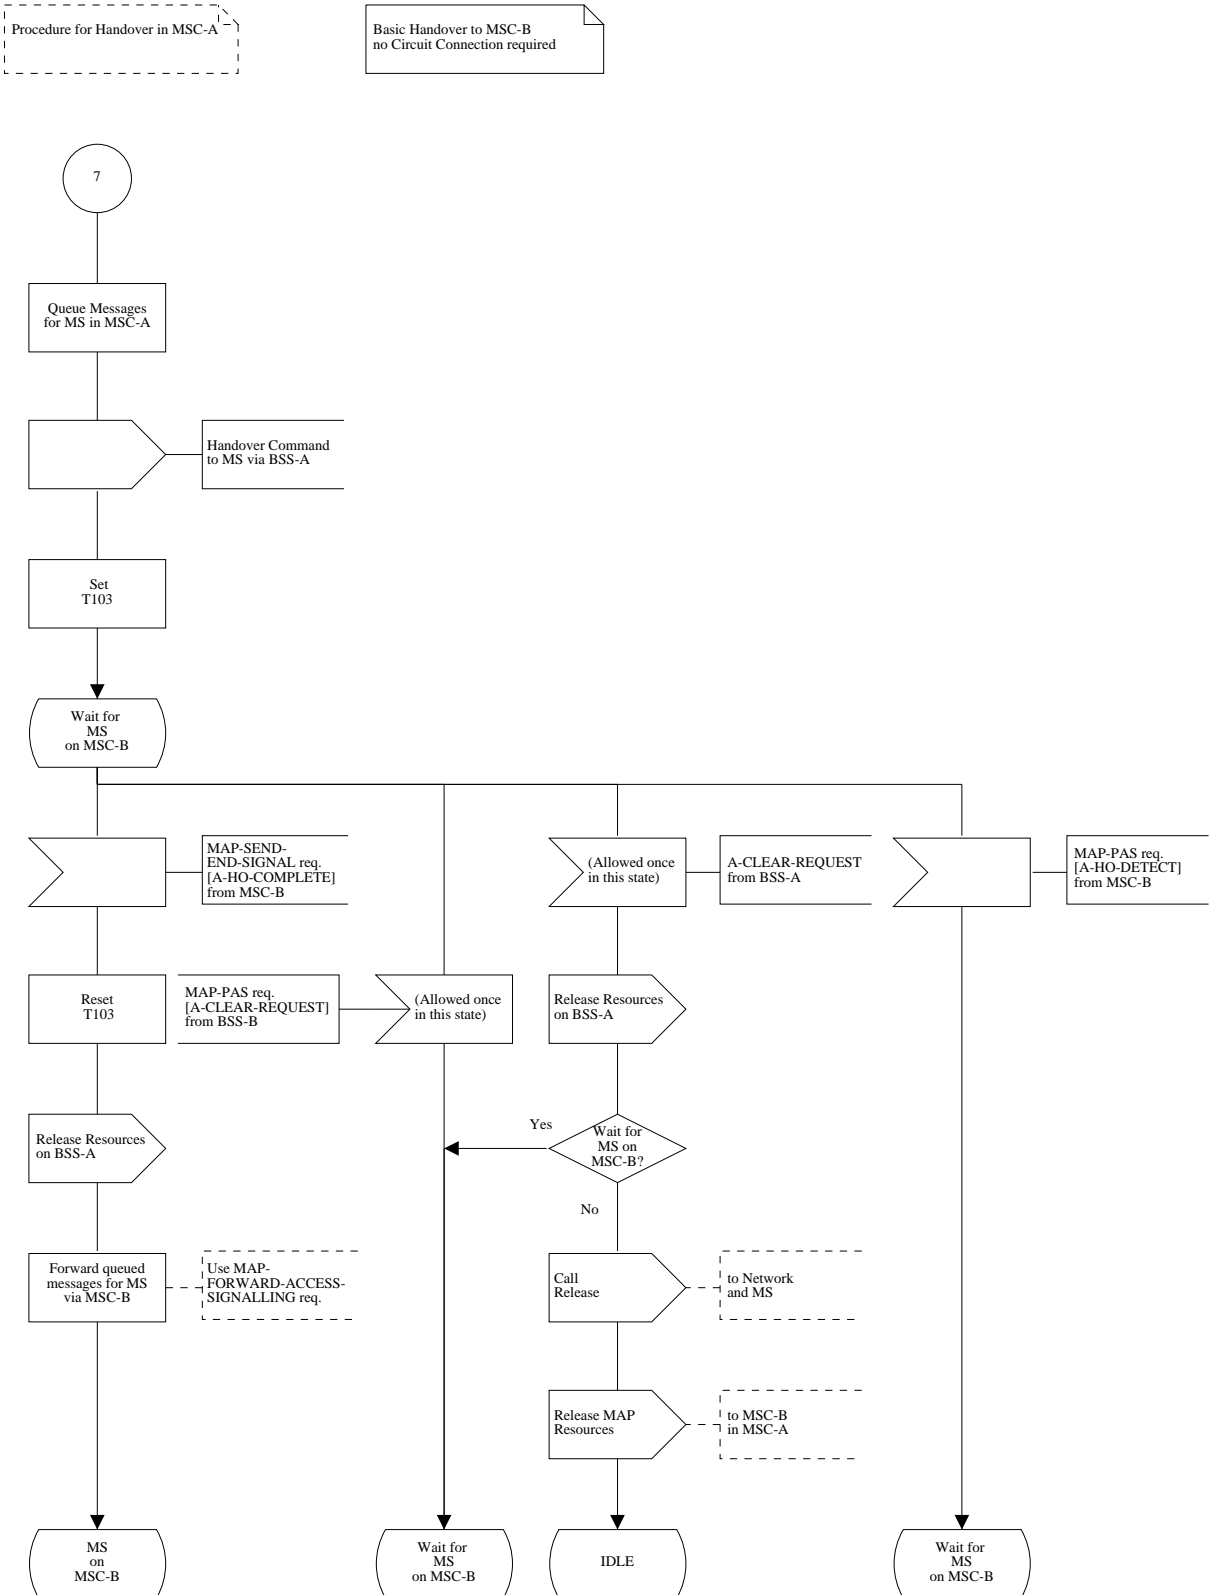 Procedure for Handover in MSC-A
Basic Handover to MSC-B
no Circuit Connection required
7
Queue Messages
for MS in MSC-A
Handover Command
to MS via BSS-A
Set
T103
Wait for
MS
on MSC-B
MAP-SEND-
END-SIGNAL req.
[A-HO-COMPLETE]
from MSC-B
(Allowed once
in this state)
A-CLEAR-REQUEST
from BSS-A
MAP-PAS req.
[A-HO-DETECT]
from MSC-B
Reset
T103
MAP-PAS req.
[A-CLEAR-REQUEST]
from BSS-B
(Allowed once
in this state)
Release Resources
on BSS-A
Release Resources
on BSS-A
Yes
Wait for
MS on
MSC-B?
No
Forward queued
messages for MS
via MSC-B
Use MAP-
FORWARD-ACCESS-
SIGNALLING req.
Call
Release
to Network
and MS
Release MAP
Resources
to MSC-B
in MSC-A
MS
on
MSC-B
Wait for
MS
on MSC-B
IDLE
Wait for
MS
on MSC-B